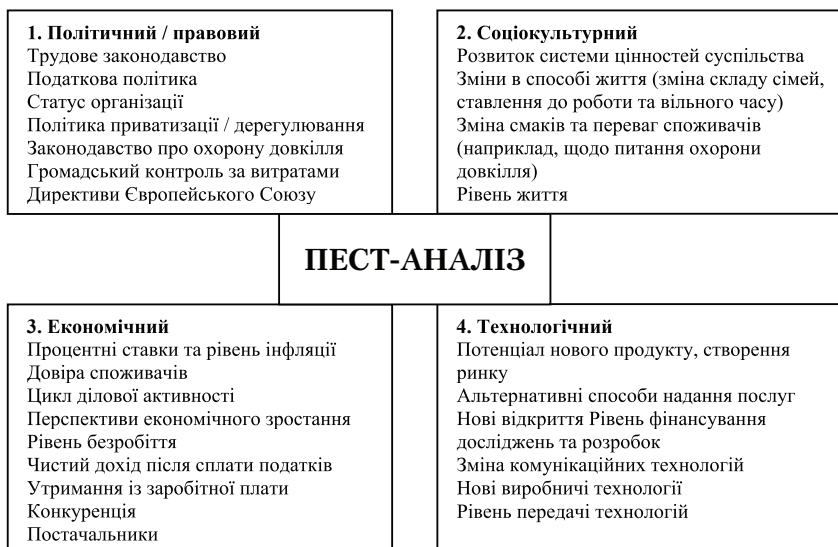 1. Політичний / правовий
Трудове законодавство
Податкова політика
Статус організації
Політика приватизації / дерегулювання
Законодавство про охорону довкілля
Громадський контроль за витратами
Директиви Європейського Союзу
2. Соціокультурний
Розвиток системи цінностей суспільства
Зміни в способі життя (зміна складу сімей,
ставлення до роботи та вільного часу)
Зміна смаків та переваг споживачів
(наприклад, щодо питання охорони
довкілля)
Рівень життя
ПЕСТ-АНАЛІЗ
3. Економічний
Процентні ставки та рівень інфляції
Довіра споживачів
Цикл ділової активності
Перспективи економічного зростання
Рівень безробіття
Чистий дохід після сплати податків
Утримання із заробітної плати
Конкуренція
Постачальники
4. Технологічний
Потенціал нового продукту, створення
ринку
Альтернативні способи надання послуг
Нові відкриття Рівень фінансування
досліджень та розробок
Зміна комунікаційних технологій
Нові виробничі технології
Рівень передачі технологій